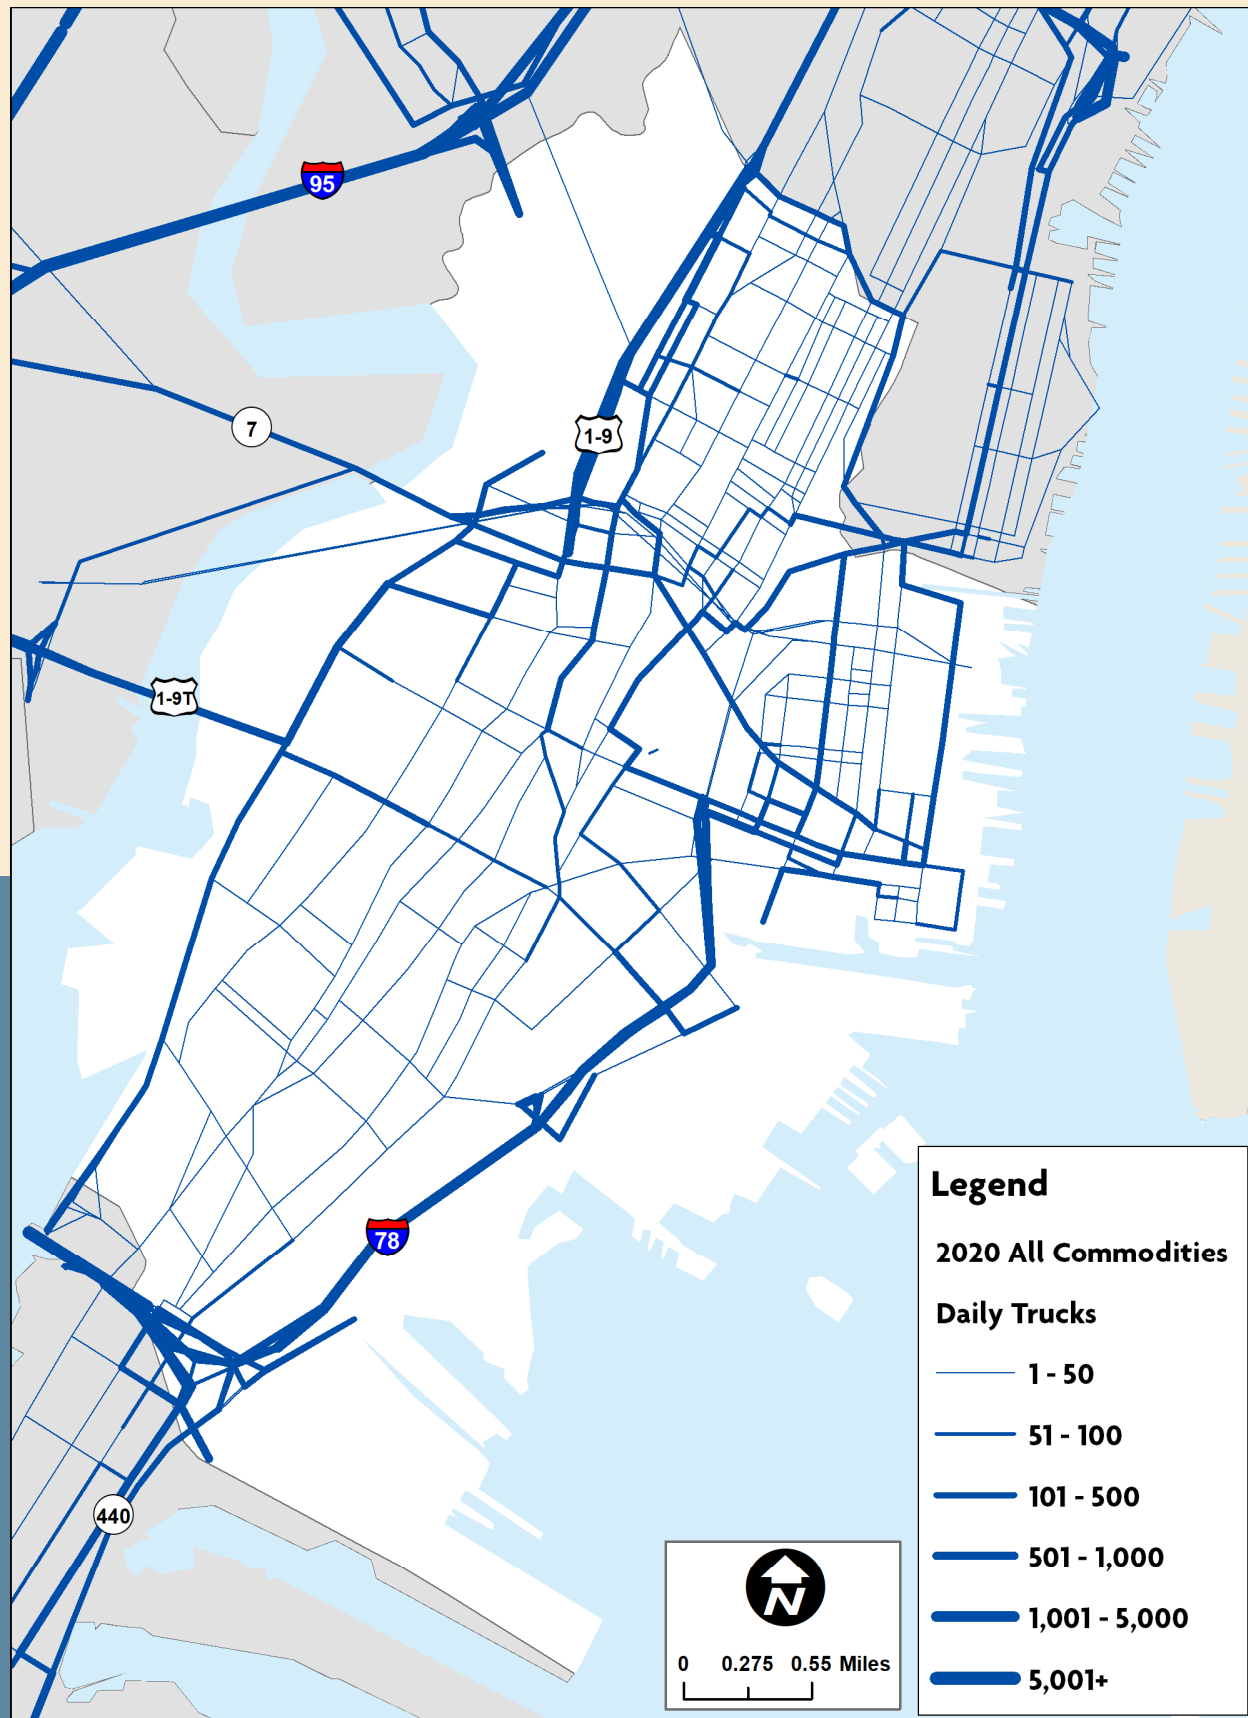 95
7
1-9
1-9T
78
440
Legend
2020 All Commodities
Daily Trucks
1 - 50
51 - 100
101 - 500
501 - 1,000
1,001 - 5,000
5,001+
N
0 0.275 0.55 Miles